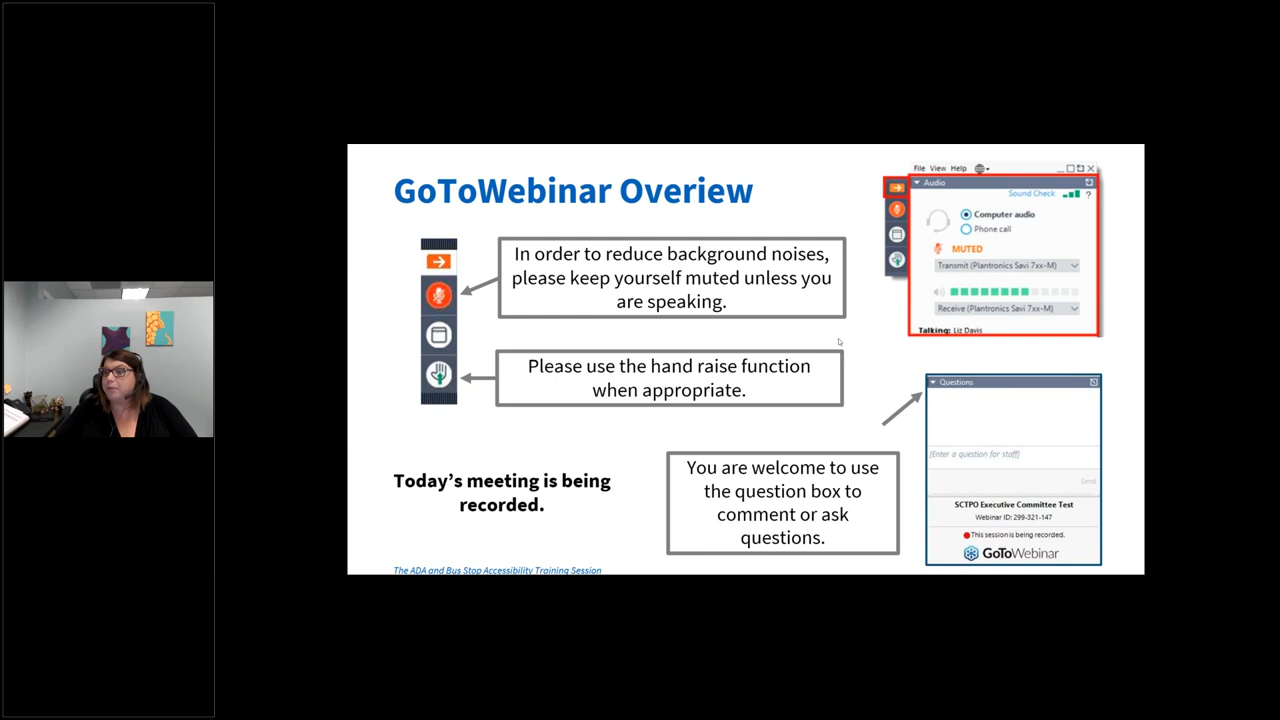 GoToWebinar Overiew
In order to reduce background noises,
please keep yourself muted unless you
are speaking.
Please use the hand raise function
when appropriate.
Today's meeting is being
recorded.
You are welcome to use
the question box to
comment or ask
questions.
The ADA and Bus Stop Accessibility Training Session
File View Help
Audio
Sound Check
?
Computer audio
Phone call
MUTED
Transmit (Plantronics Savi 7xx-M)
Receive (Plantronics Savi 7xx-M)
Talking: Liz Davis
Questions
[Enter a question for staff]
Send
SCTPO Executive Committee Test
Webinar ID: 299-321-147
This session is being recorded.
GoToWebinar